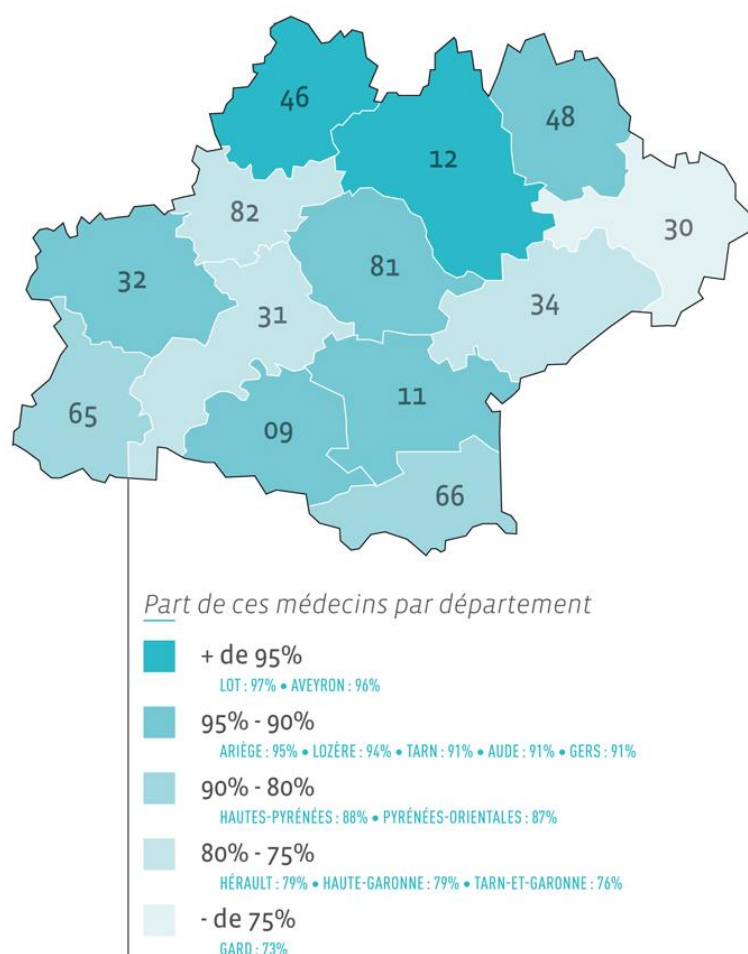 46
48
12
82
30
81
32
34
31
11
65
09
66
Part de ces médecins par département
+ de 95%
LOT : 97% • AVEYRON : 96%
95% - 90%
ARIÈGE : 95% • LOZÈRE : 94% • TARN : 91% • AUDE : 91% • GERS : 91%
90% - 80%
HAUTES-PYRÉNÉES : 88% • PYRÉNÉES-ORIENTALES : 87%
80% - 75%
HÉRAULT : 79% • HAUTE-GARONNE : 79% • TARN-ET-GARONNE : 76%
- de 75%
GARD : 73%